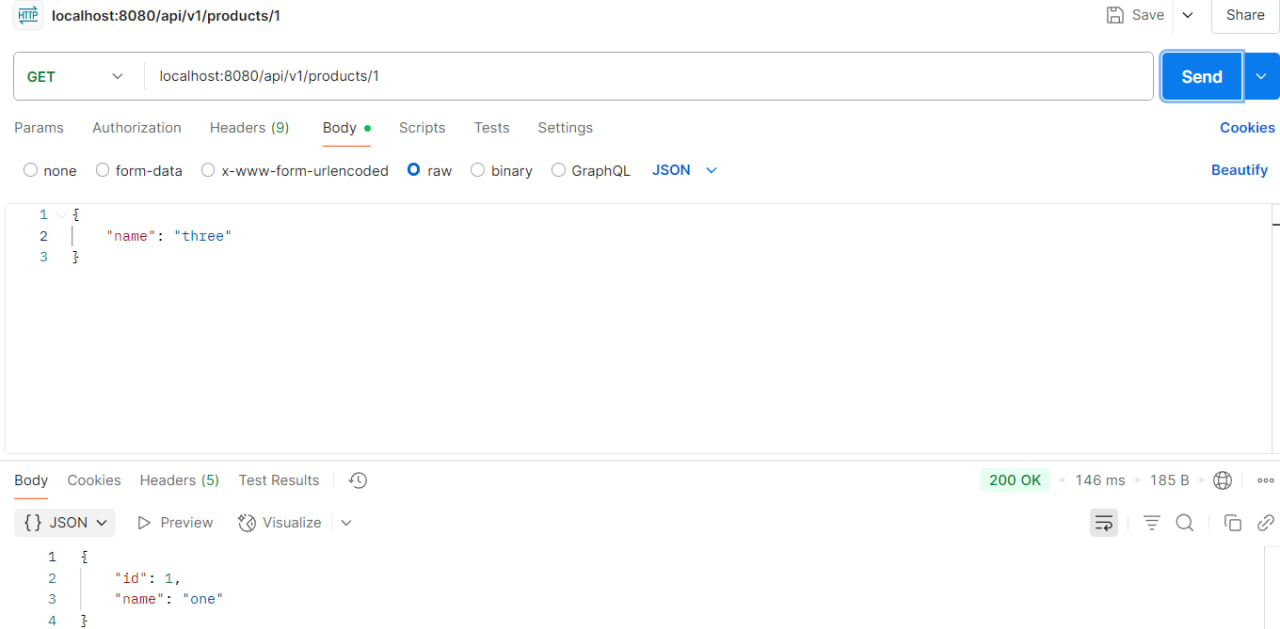 HTTP localhost:8080/api/v1/products/1 Save Share
GET localhost:8080/api/v1/products/1 Send
Params Authorization Headers (9) Body Scripts Tests Settings Cookies
none form-data x-www-form-urlencoded raw binary GraphQL JSON Beautify
1 {
2 "name": "three"
3 }
Body Cookies Headers (5) Test Results 200 OK • 146 ms • 185 B •
{} JSON Preview Visualize
1 {
2 "id": 1,
3 "name": "one"
4 }